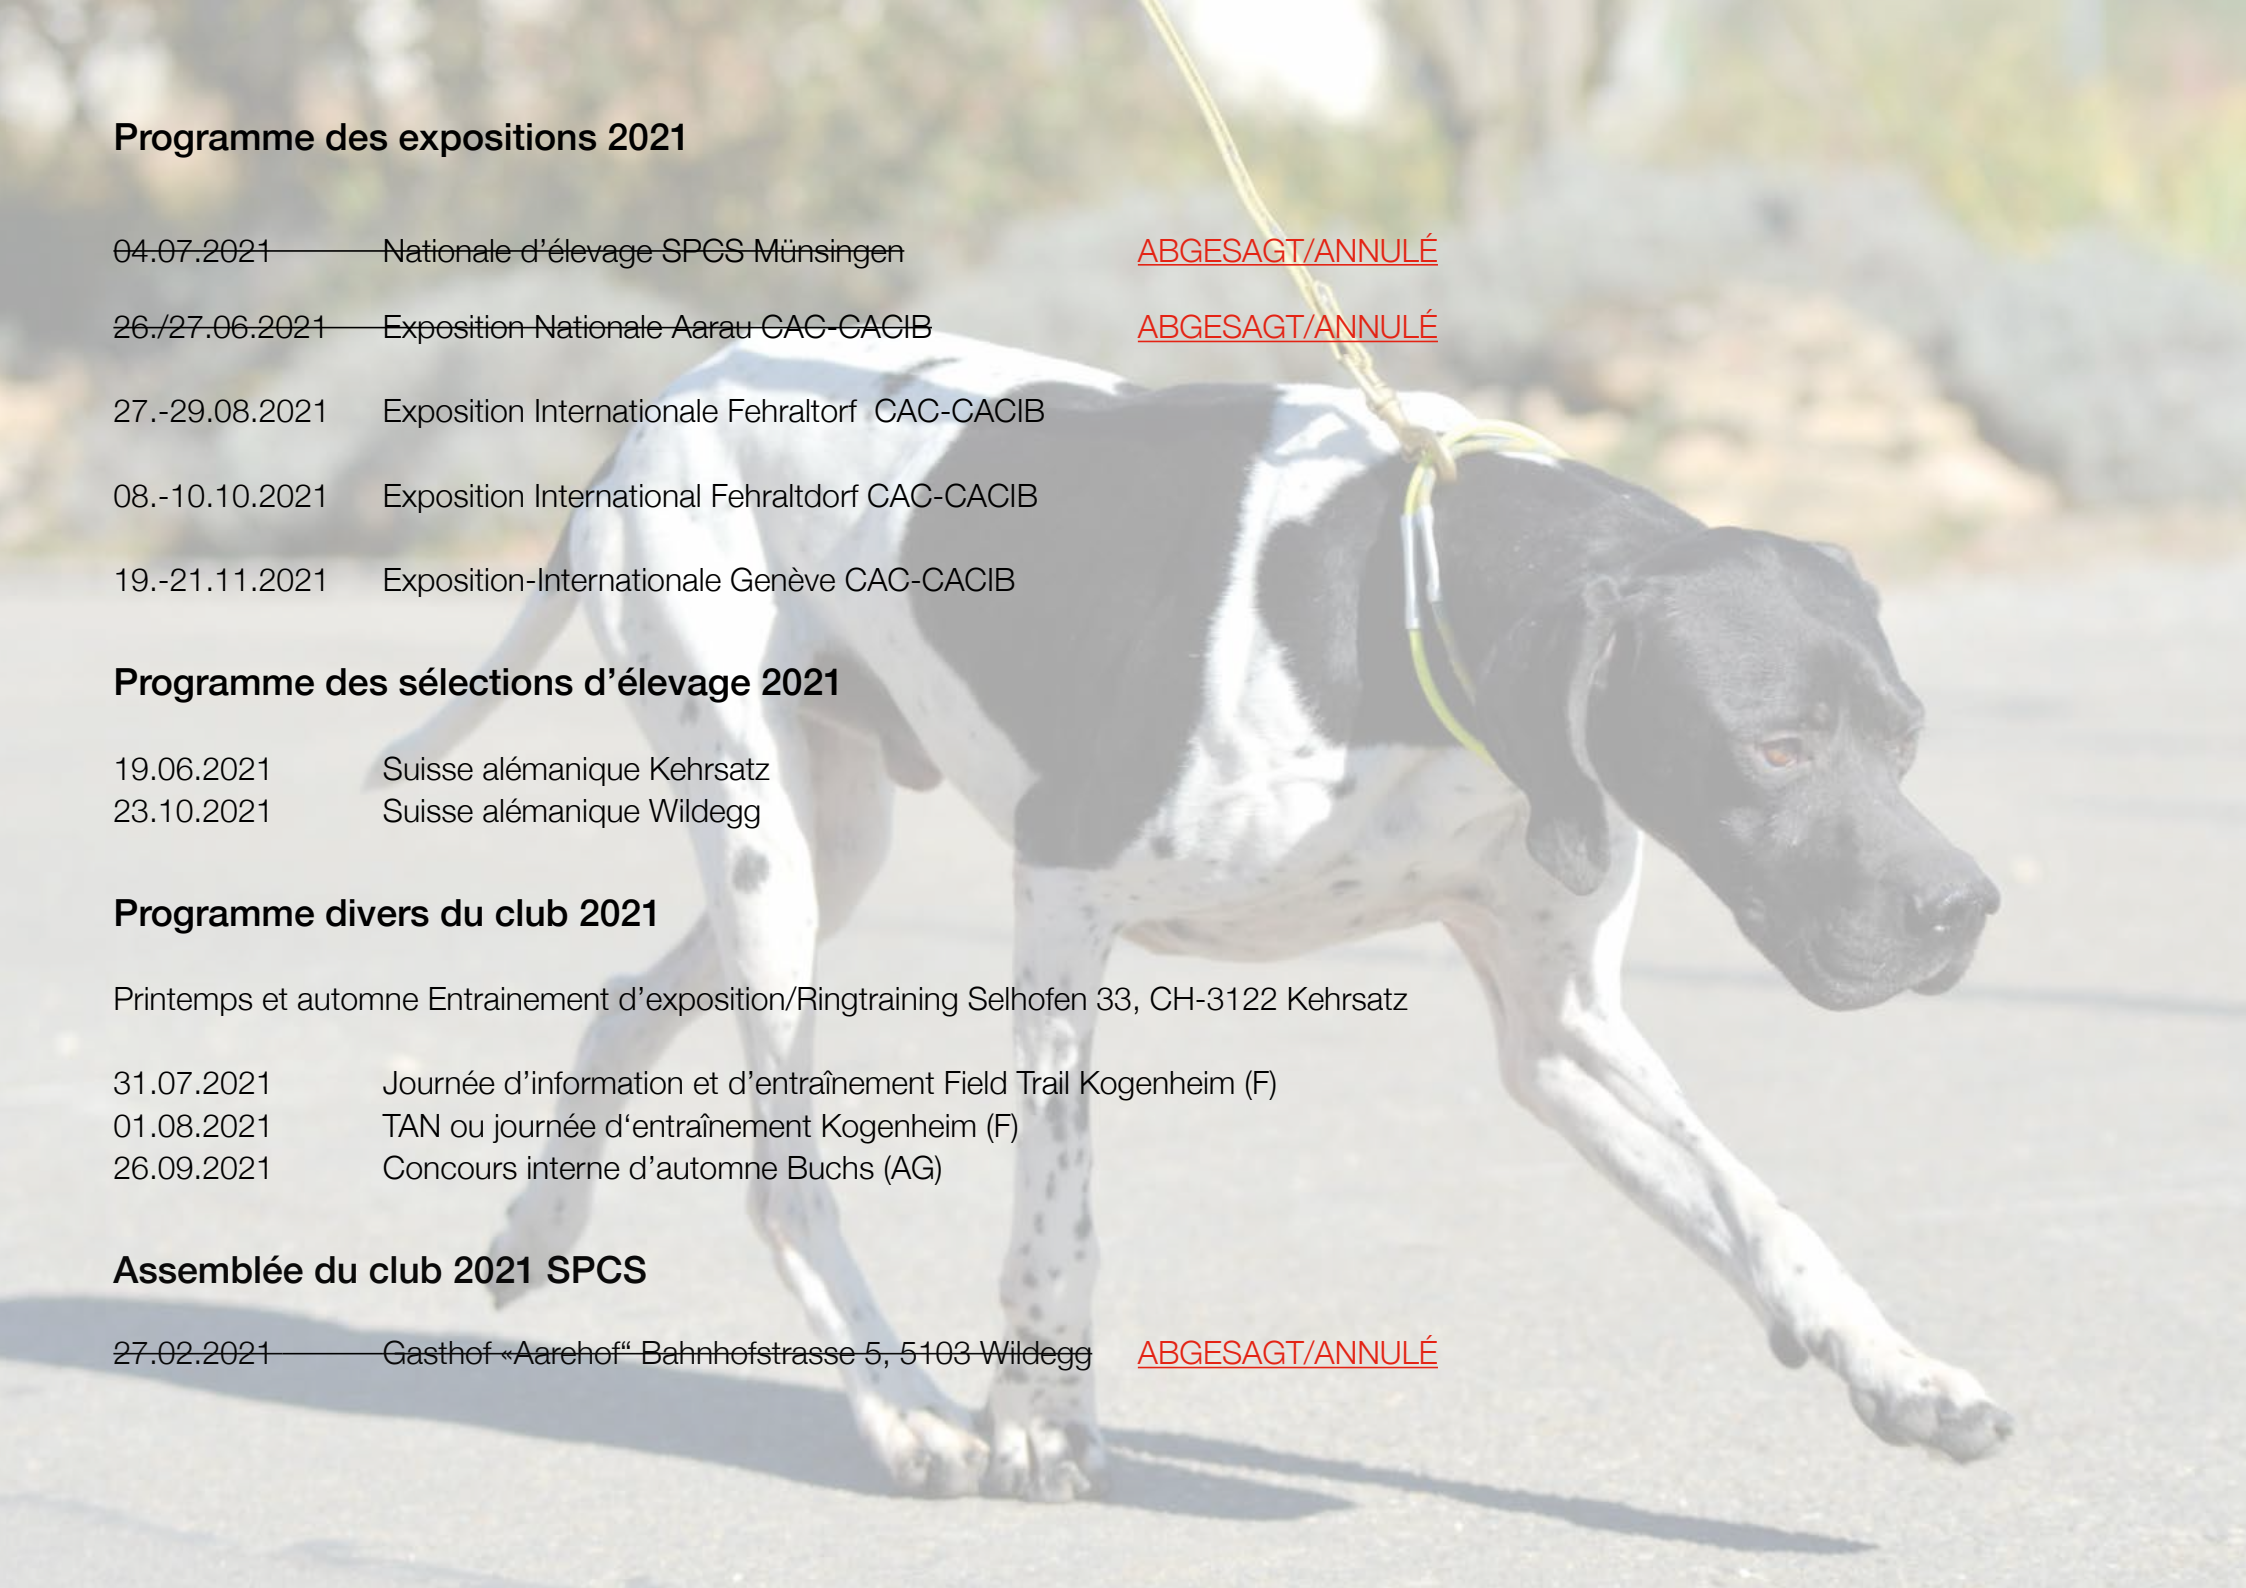 Programme des expositions 2021
04.07.2021 Nationale d’élevage SPCS Münsingen ABGESAGT/ANNULÉ
26./27.06.2021 Exposition Nationale Aarau CAC-CACIB ABGESAGT/ANNULÉ
27.-29.08.2021 Exposition Internationale Fehraltorf CAC-CACIB
08.-10.10.2021 Exposition International Fehraltdorf CAC-CACIB
19.-21.11.2021 Exposition-Internationale Genève CAC-CACIB
Programme des sélections d’élevage 2021
19.06.2021 Suisse alémanique Kehrsatz
23.10.2021 Suisse alémanique Wildegg
Programme divers du club 2021
Printemps et automne Entrainement d’exposition/Ringtraining Selhofen 33, CH-3122 Kehrsatz
31.07.2021 Journée d’information et d’entraînement Field Trail Kogenheim (F)
01.08.2021 TAN ou journée d‘entraînement Kogenheim (F)
26.09.2021 Concours interne d’automne Buchs (AG)
Assemblée du club 2021 SPCS
27.02.2021 Gasthof «Aarehof“ Bahnhofstrasse 5, 5103 Wildegg ABGESAGT/ANNULÉ